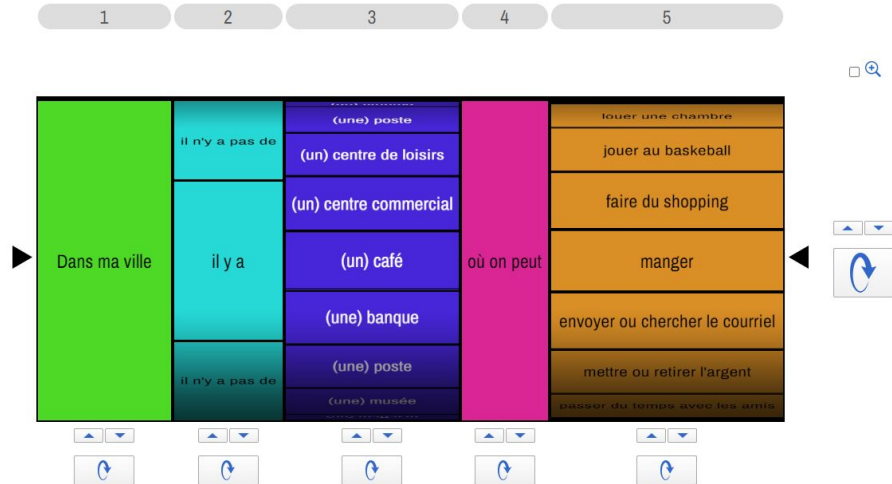 1 2 3 4 5
Dans ma ville
il n'y a pas de
il y a
il n'y a pas de
(une) poste
(un) centre de loisirs
(un) centre commercial
(un) café
(une) banque
(une) poste
(une) musée
où on peut
louer une chambre
jouer au baskeball
faire du shopping
manger
envoyer ou chercher le courriel
mettre ou retirer l'argent
passer du temps avec les amis